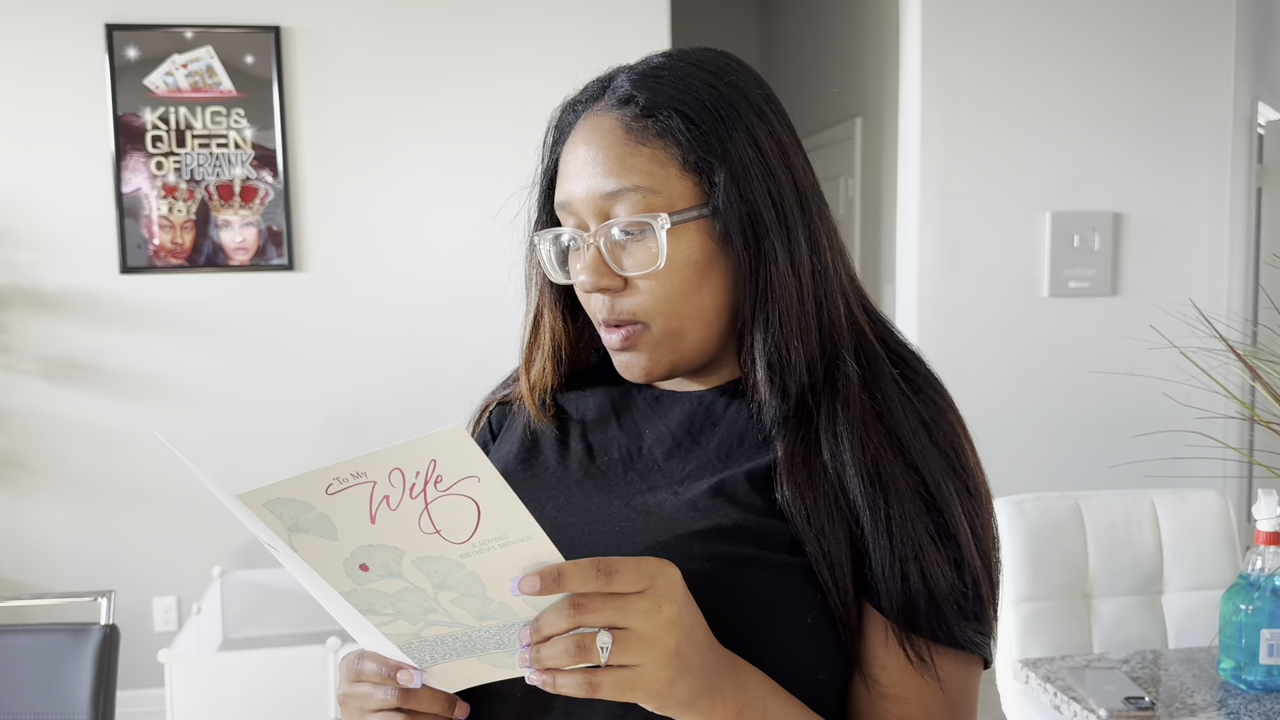 KING&
QUEEN
OF PRANK
To My
Wife
A LOVING
BIRTHDAY MESSAGE